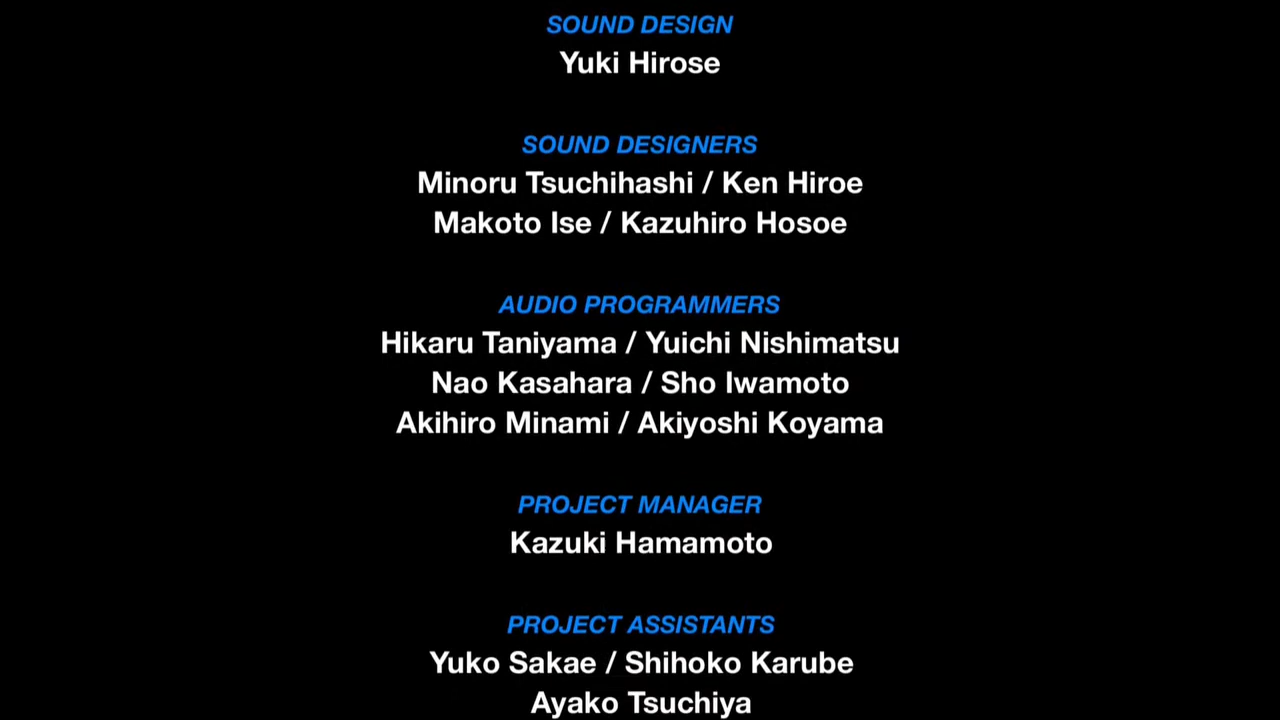 SOUND DESIGN
Yuki Hirose
SOUND DESIGNERS
Minoru Tsuchihashi / Ken Hiroe
Makoto Ise / Kazuhiro Hosoe
AUDIO PROGRAMMERS
Hikaru Taniyama / Yuichi Nishimatsu
Nao Kasahara / Sho Iwamoto
Akihiro Minami / Akiyoshi Koyama
PROJECT MANAGER
Kazuki Hamamoto
PROJECT ASSISTANTS
Yuko Sakae / Shihoko Karube
Ayako Tsuchiya